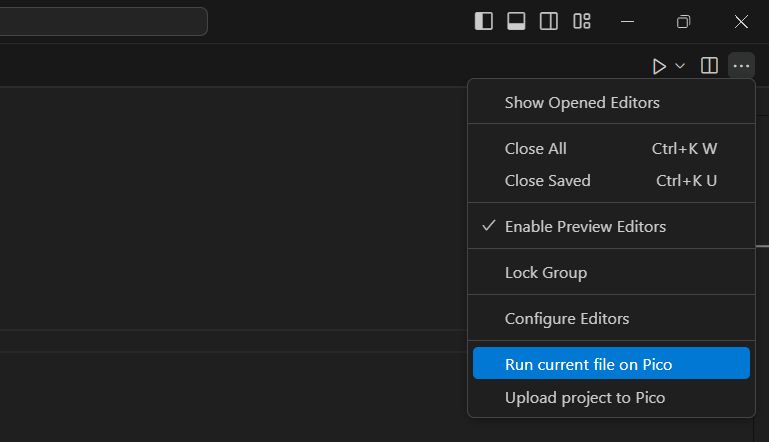 Show Opened Editors
Close All Ctrl+K W
Close Saved Ctrl+K U
Enable Preview Editors
Lock Group
Configure Editors
Run current file on Pico
Upload project to Pico